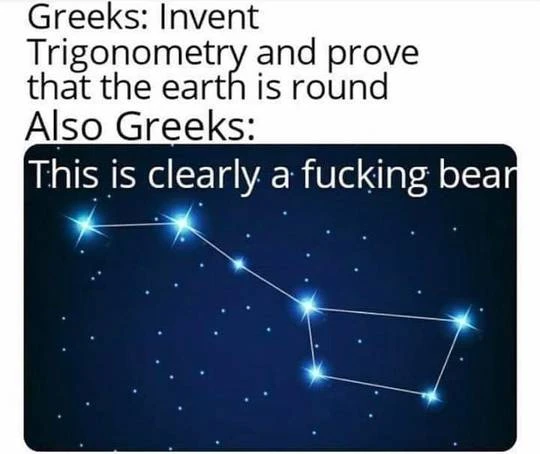 Greeks: Invent
Trigonometry and prove
that the earth is round
Also Greeks:
This is clearly a fucking bear